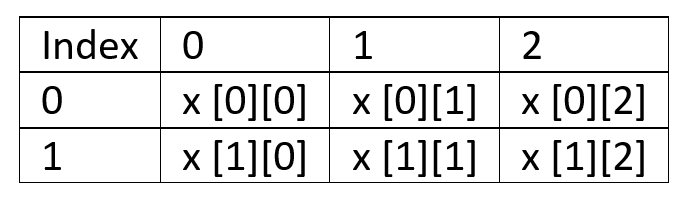 Index 0 1 2
0 x [0][0] x [0][1] x [0][2]
1 x [1][0] x [1][1] x [1][2]